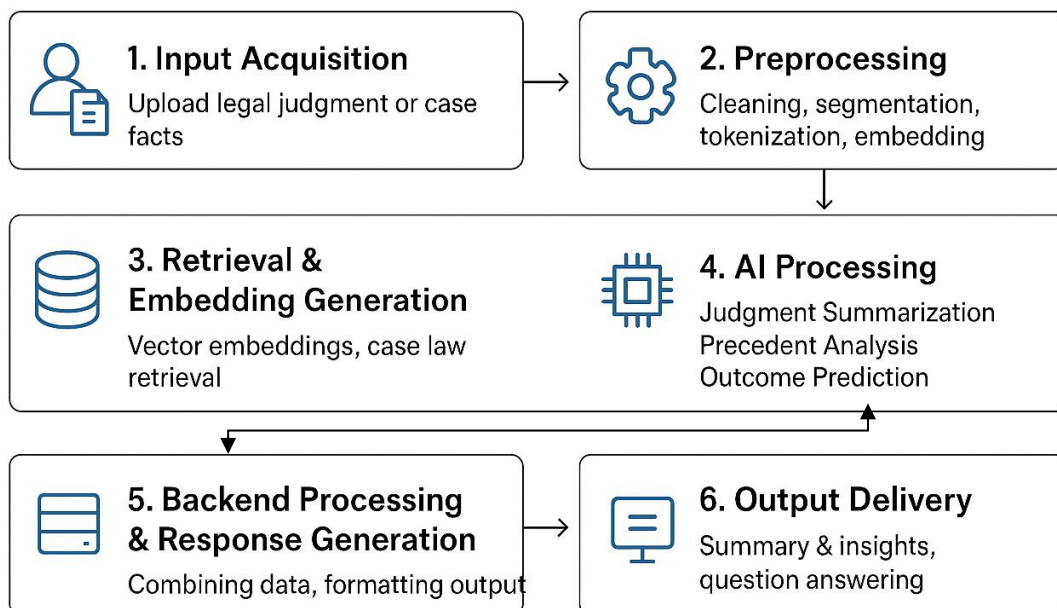 1. Input Acquisition
Upload legal judgment or case
facts
2. Preprocessing
Cleaning, segmentation,
tokenization, embedding
3. Retrieval &
Embedding Generation
Vector embeddings, case law
retrieval
4. AI Processing
Judgment Summarization
Precedent Analysis
Outcome Prediction
5. Backend Processing
& Response Generation
Combining data, formatting output
6. Output Delivery
Summary & insights,
question answering